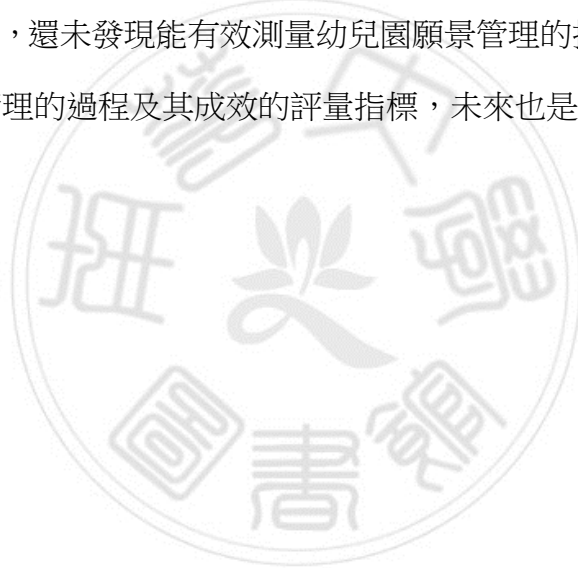 ，還未發現能有效測量幼兒園願景管理的
理的過程及其成效的評量指標，未來也是
書